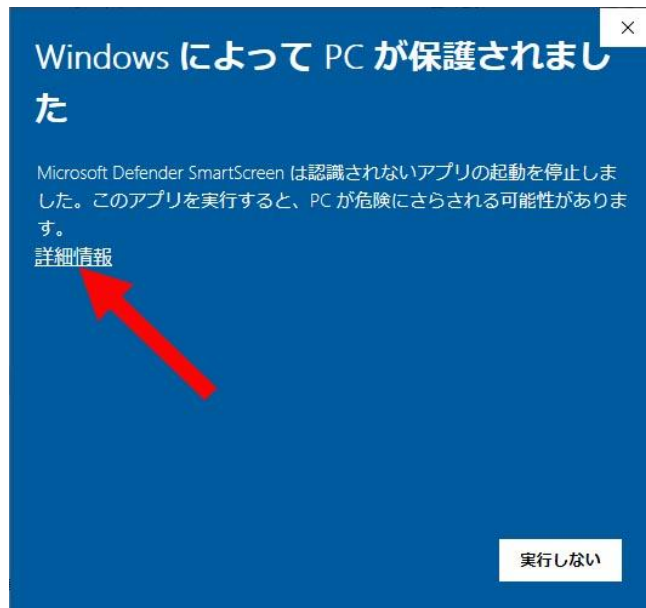 Windows によって PC が保護されまし
た
Microsoft Defender SmartScreen は認識されないアプリの起動を停止しま
した。このアプリを実行すると、PC が危険にさらされる可能性がありま
す。
詳細情報
実行しない